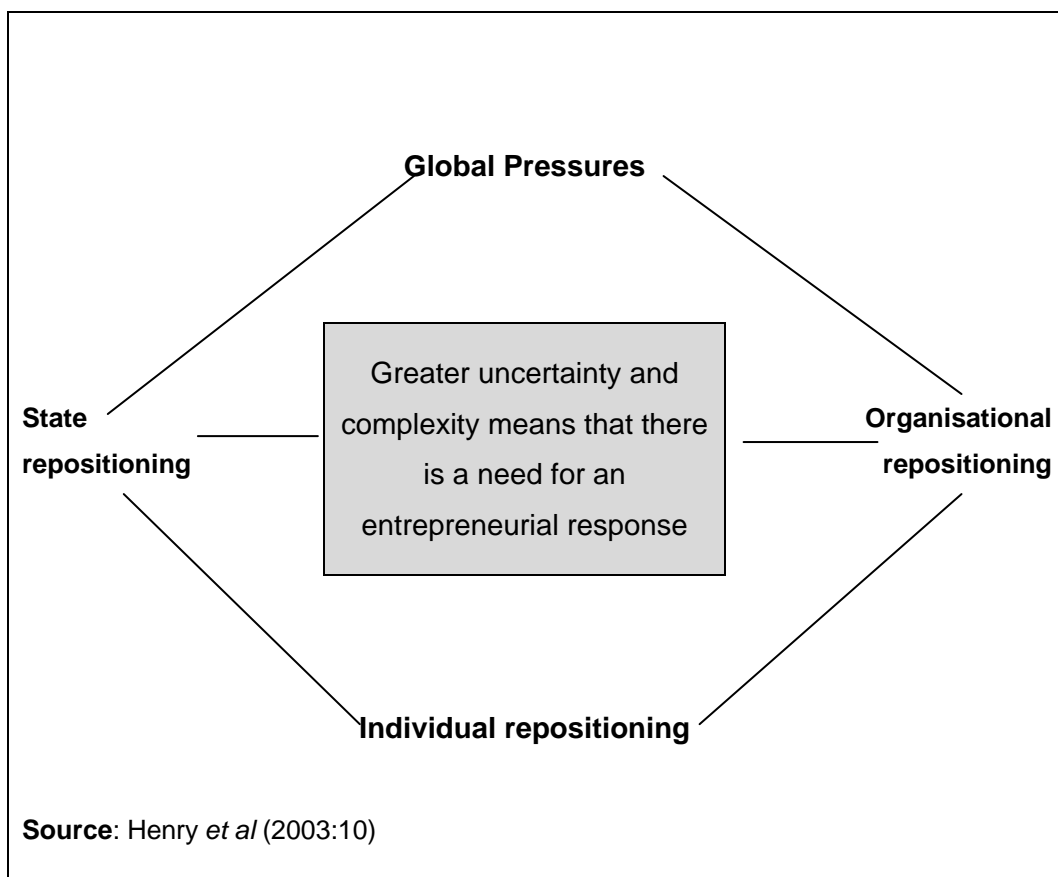 Global Pressures
Greater uncertainty and
complexity means that there
is a need for an
entrepreneurial response
State
repositioning
Organisational
repositioning
Individual repositioning
Source: Henry et al (2003:10)